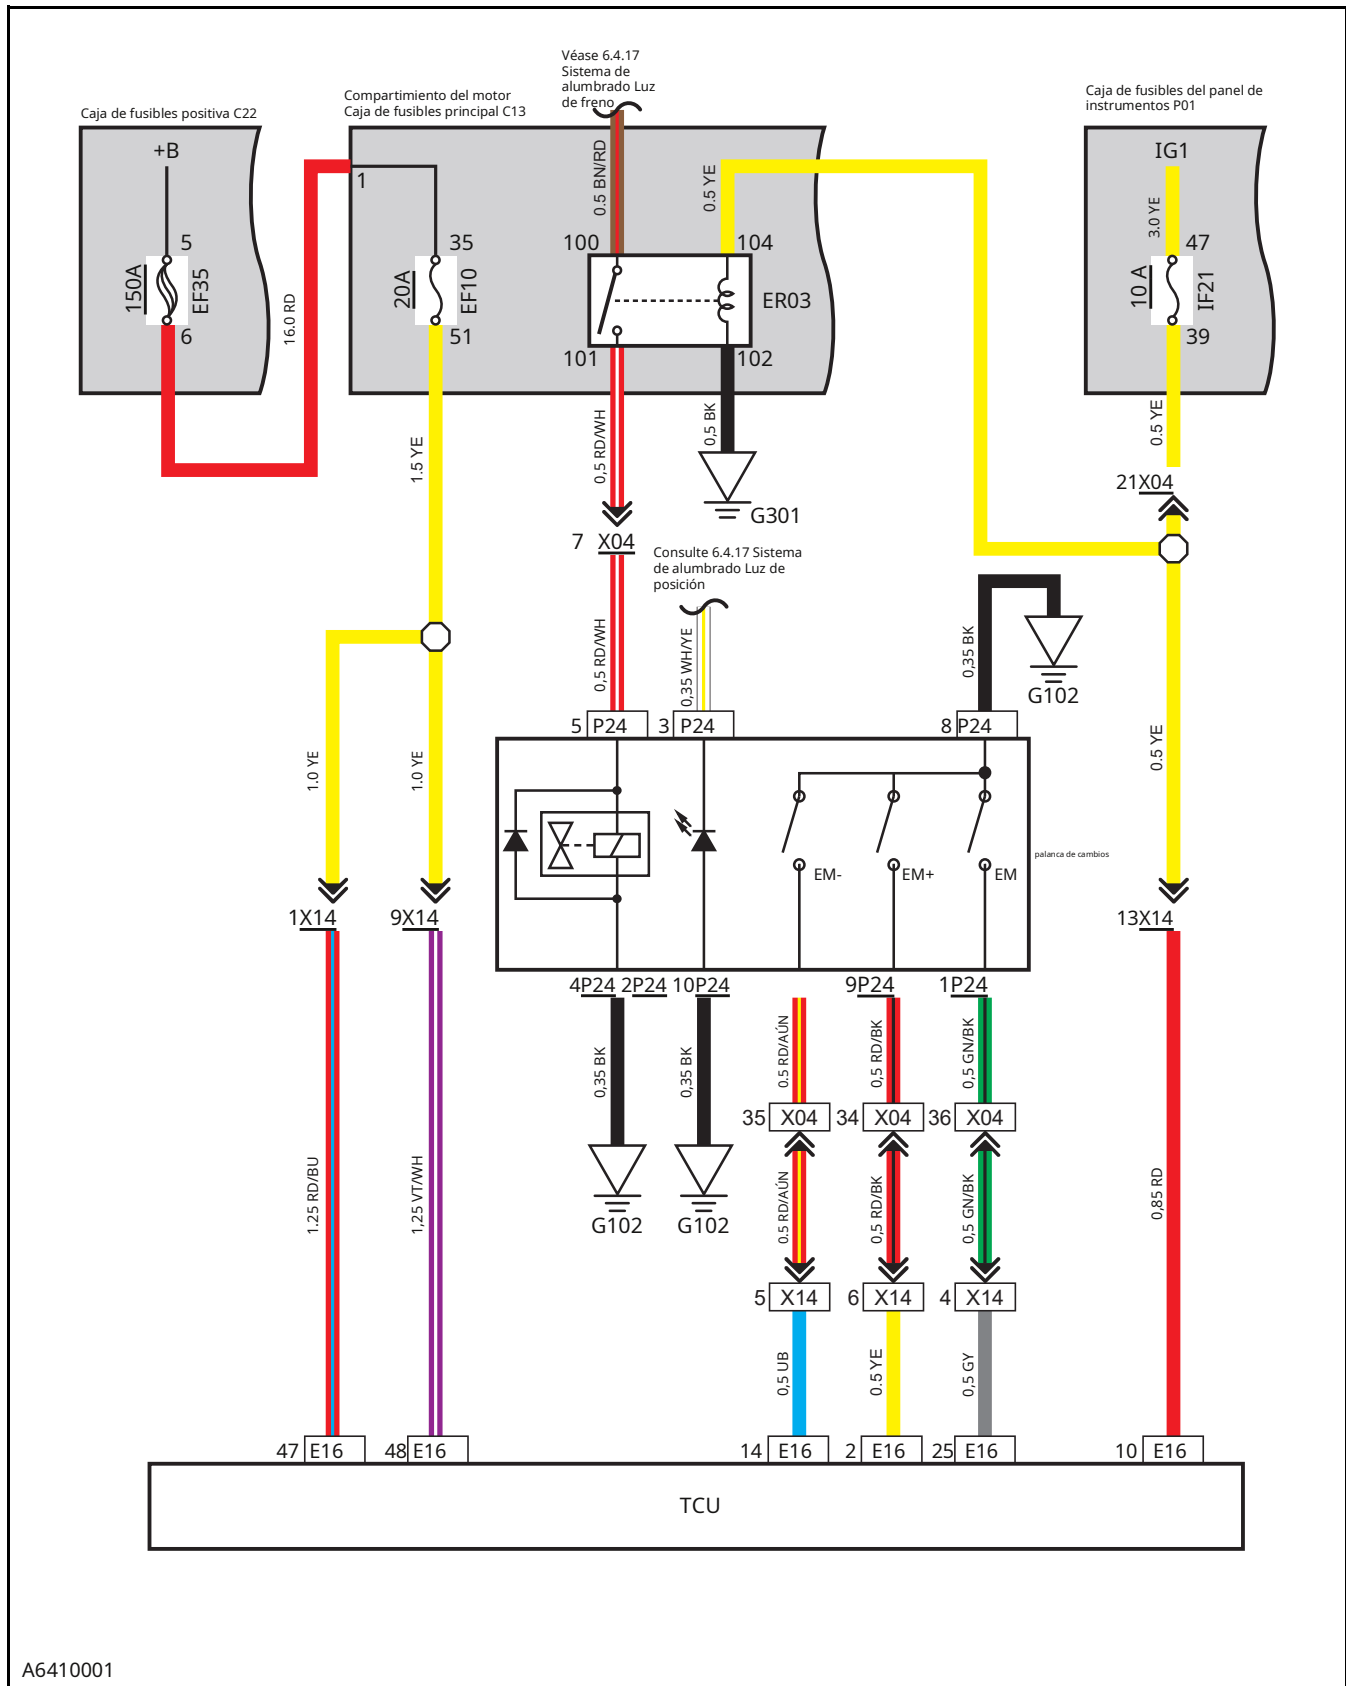 Véase 6.4.17
Sistema de
alumbrado Luz
de freno
Caja de fusibles positiva C22
Compartimiento del motor
Caja de fusibles principal C13
Caja de fusibles del panel de
instrumentos P01
+B
1
0.5 BN/RD
0.5 YE
IG1
3.0 YE
5
150A
EF35
6
16.0 RD
35
20A
EF10
51
100
104
ER03
101
102
47
10 A
IF21
39
1.5 YE
0,5 RD/WH
0,5 BK
G301
0.5 YE
21X04
7 X04
Consulte 6.4.17 Sistema
de alumbrado Luz de
posición
0,5 RD/WH
0,35 WH/YE
0,35 BK
G102
5 P24
3 P24
8 P24
1.0 YE
1.0 YE
0.5 YE
EM-
EM+
EM
palanca de cambios
1X14
9X14
13X14
4P24
2P24
10P24
9P24
1P24
0,35 BK
0,35 BK
0.5 RD/AÚN
0,5 RD/BK
0,5 GN/BK
35 X04
34 X04
36 X04
1.25 RD/BU
1,25 VT/WH
G102
G102
0.5 RD/AÚN
0,5 RD/BK
0,5 GN/BK
0,85 RD
5 X14
6 X14
4 X14
0,5 UB
0.5 YE
0,5 GY
47 E16
48 E16
14 E16
2 E16
25 E16
10 E16
TCU
A6410001